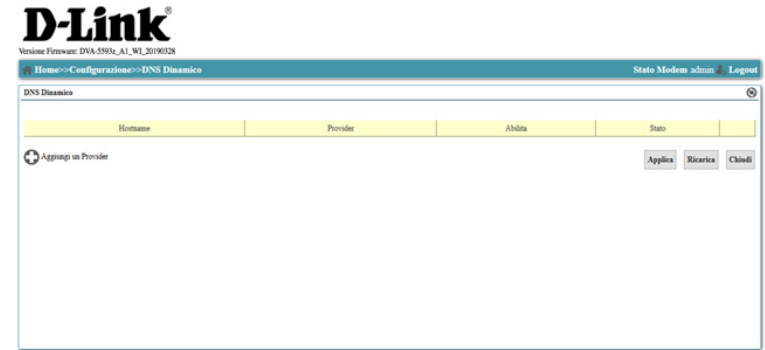 D-Link®
Versione Firmware: DVA-5593z_A1_WI_20190328
Home>>Configurazione>>DNS Dinamico Stato Modem admin Logout
DNS Dinamico
Hostname Provider Abilita Stato
Aggiungi un Provider Applica Ricarica Chiudi